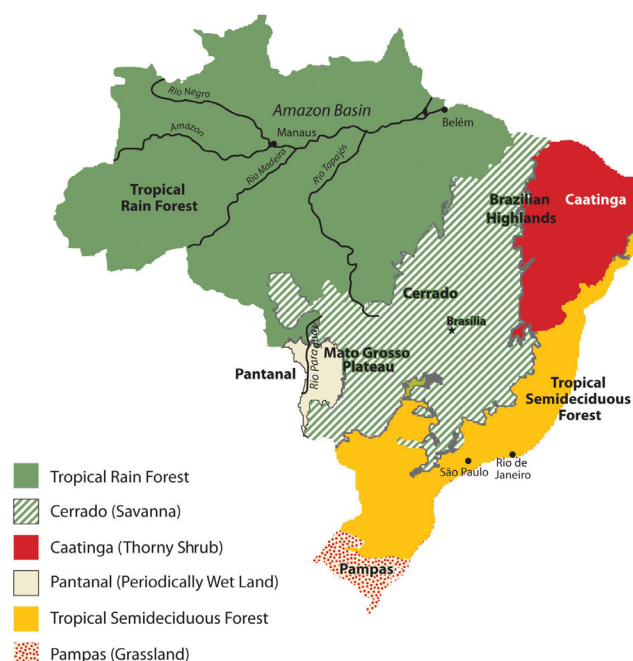 Rio Negro
Amazon Basin
Amazon
Manaus
Belém
Rio Madeira
Rio Tapajós
Tropical
Rain Forest
Brazilian
Highlands
Caatinga
Cerrado
Brasília
Rio Paraguay
Mato Grosso
Plateau
Pantanal
Tropical
Semideciduous
Forest
São Paulo
Rio de
Janeiro
Pampas
Tropical Rain Forest
Cerrado (Savanna)
Caatinga (Thorny Shrub)
Pantanal (Periodically Wet Land)
Tropical Semideciduous Forest
Pampas (Grassland)